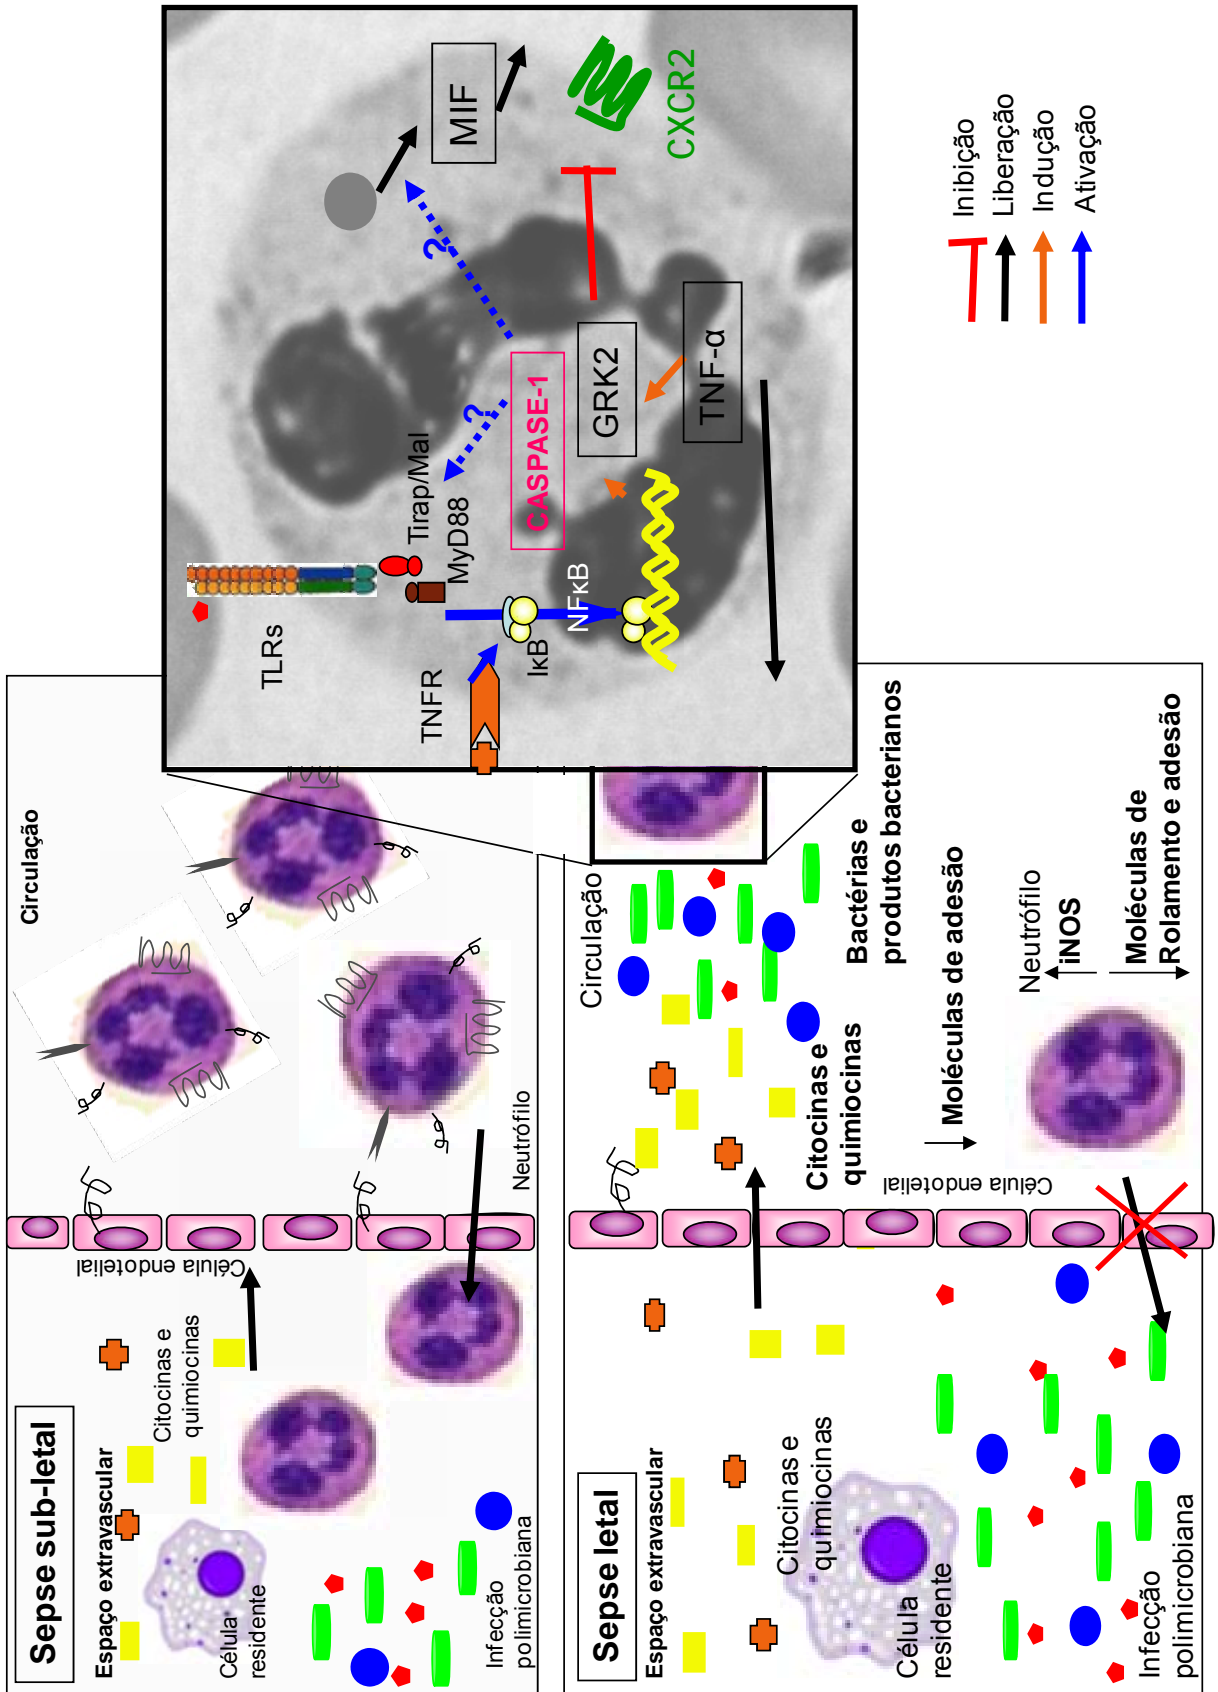 Sepse sub-letal
Espaço extravascular
Citocinas e
quimiocinas
Célula
residente
Infecção
polimicrobiana
Célula endotelial
Circulação
Neutrófilo
TLRs
TNFR
Tirap/Mal
MyD88
IκB
NFκB
CASPASE-1
?
?
MIF
GRK2
TNF-α
CXCR2
Sepse letal
Espaço extravascular
Citocinas e
quimiocinas
Célula
residente
Infecção
polimicrobiana
Célula endotelial
Circulação
Citocinas e
quimiocinas
Bactérias e
produtos bacterianos
Moléculas de adesão
Neutrófilo
iNOS
Moléculas de
Rolamento e adesão
Inibição
Liberação
Indução
Ativação